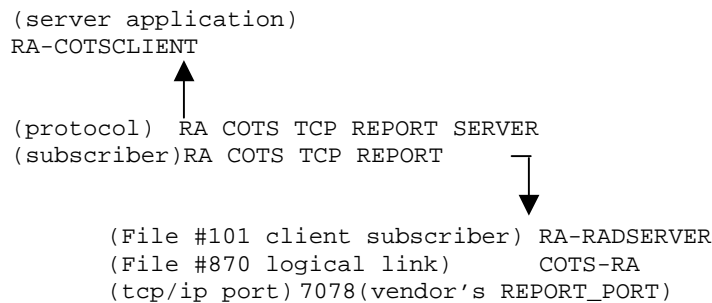 (server application)
RA-COTSCLIENT
(protocol) RA COTS TCP REPORT SERVER
(subscriber)RA COTS TCP REPORT
(File #101 client subscriber) RA-RADSERVER
(File #870 logical link) COTS-RA
(tcp/ip port) 7078(vendor's REPORT_PORT)